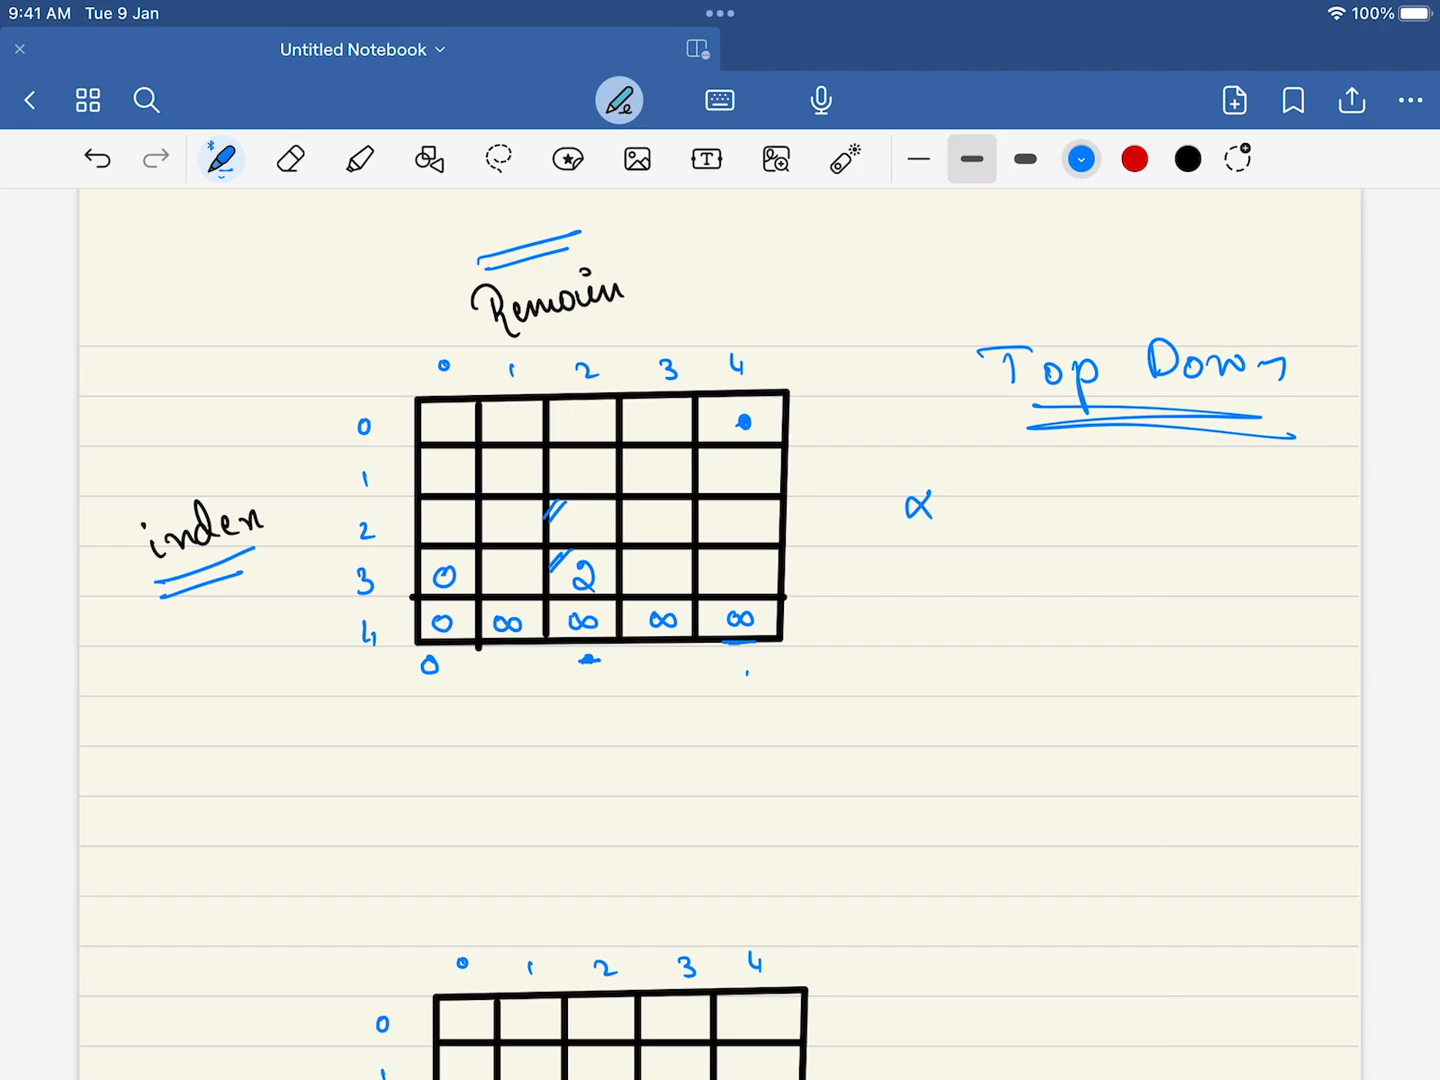 9:41 AM Tue 9 Jan
100%
Untitled Notebook
T
Remain
Top Down
0 1 2 3 4
0
1
2
index
3 0 2
4 0 ∞ ∞ ∞ ∞
0
α
0 1 2 3 4
0
1